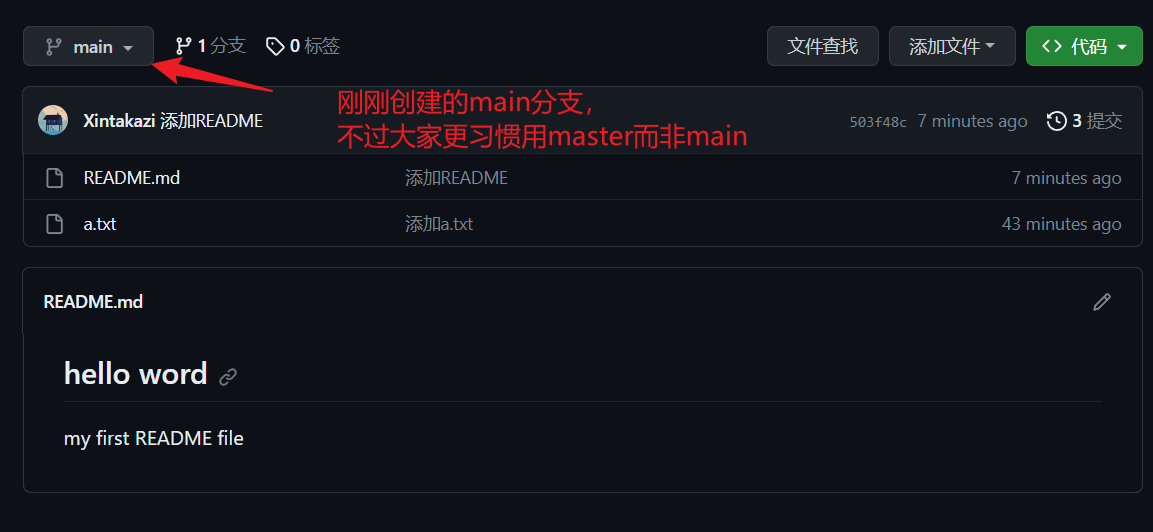 main 1 分支 0 标签 文件查找 添加文件 代码
刚刚创建的main分支，
Xintakazi 添加README 503f48c 7 minutes ago 3 提交
不过大家更习惯用master而非main
README.md 添加README 7 minutes ago
a.txt 添加a.txt 43 minutes ago
README.md
hello word
my first README file